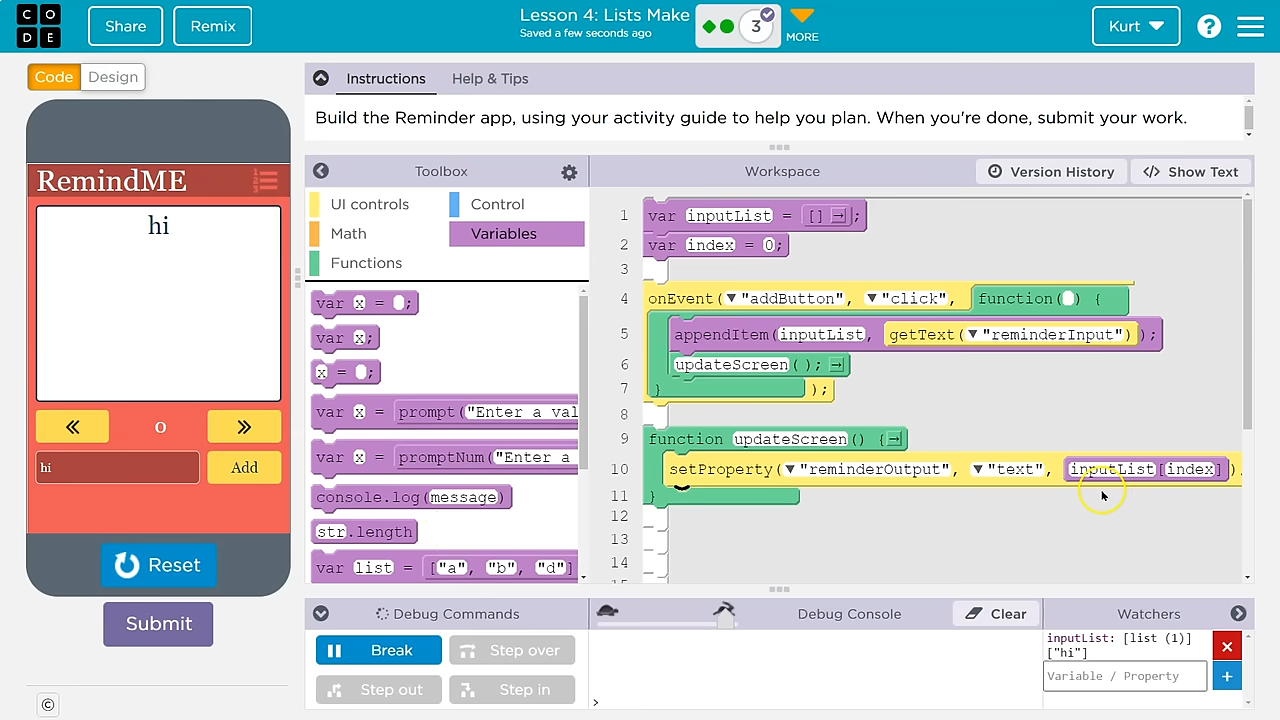 CODE
Share
Remix
Lesson 4: Lists Make
Saved a few seconds ago
3
MORE
Kurt
?
Code
Design
Instructions
Help & Tips
Build the Reminder app, using your activity guide to help you plan. When you're done, submit your work.
Toolbox
Workspace
Version History
</> Show Text
RemindME
hi
«
0
»
hi
Add
Reset
Submit
©
UI controls
Control
Math
Variables
Functions
var x = ;
var x;
x = ;
var x = prompt("Enter a val
var x = promptNum("Enter a
console.log(message)
str.length
var list = ["a", "b", "d"]
1 var inputList = [];
2 var index = 0;
3
4 onEvent("addButton", "click", function() {
5 appendItem(inputList, getText("reminderInput"));
6 updateScreen();
7 } );
8
9 function updateScreen() {
10 setProperty("reminderOutput", "text", inputList[index])
11 }
12
13
14
Debug Commands
Debug Console
Clear
Watchers
Break
Step over
Step out
Step in
>
inputList: [list (1)]
["hi"]
Variable / Property
×
+